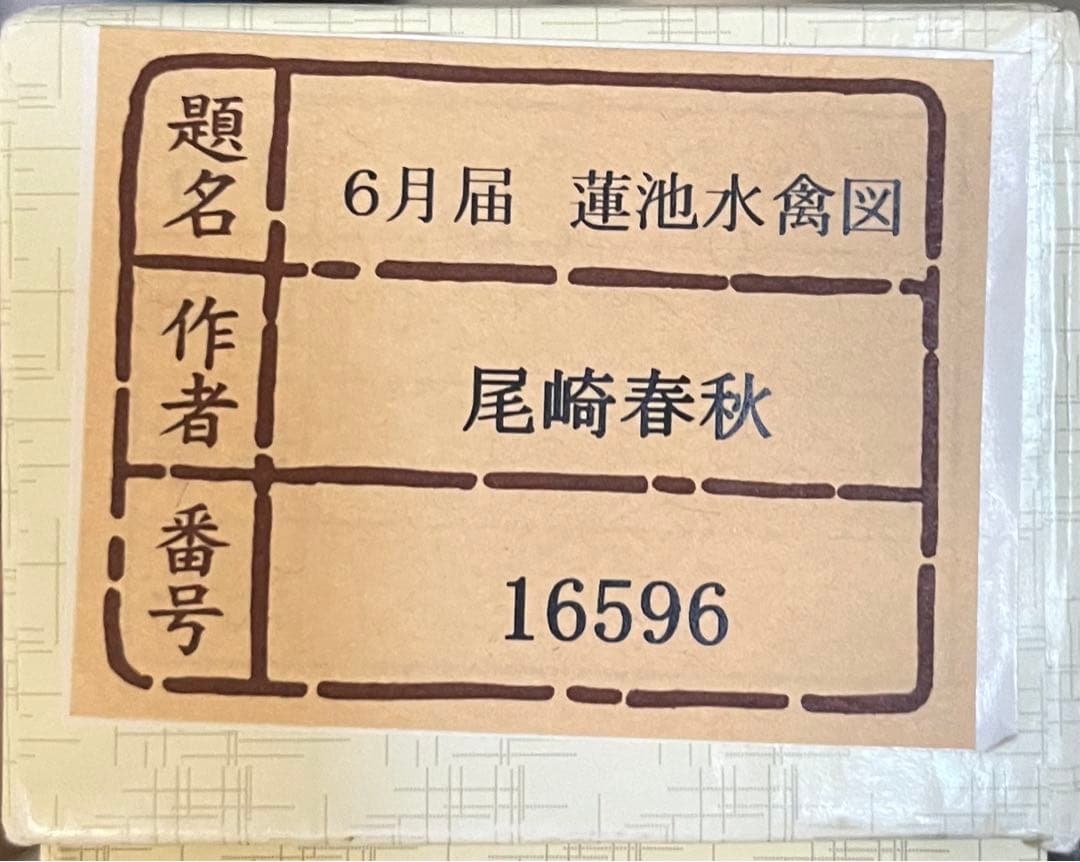 題名
6月届 蓮池水禽図
作者
尾崎春秋
番号
16596